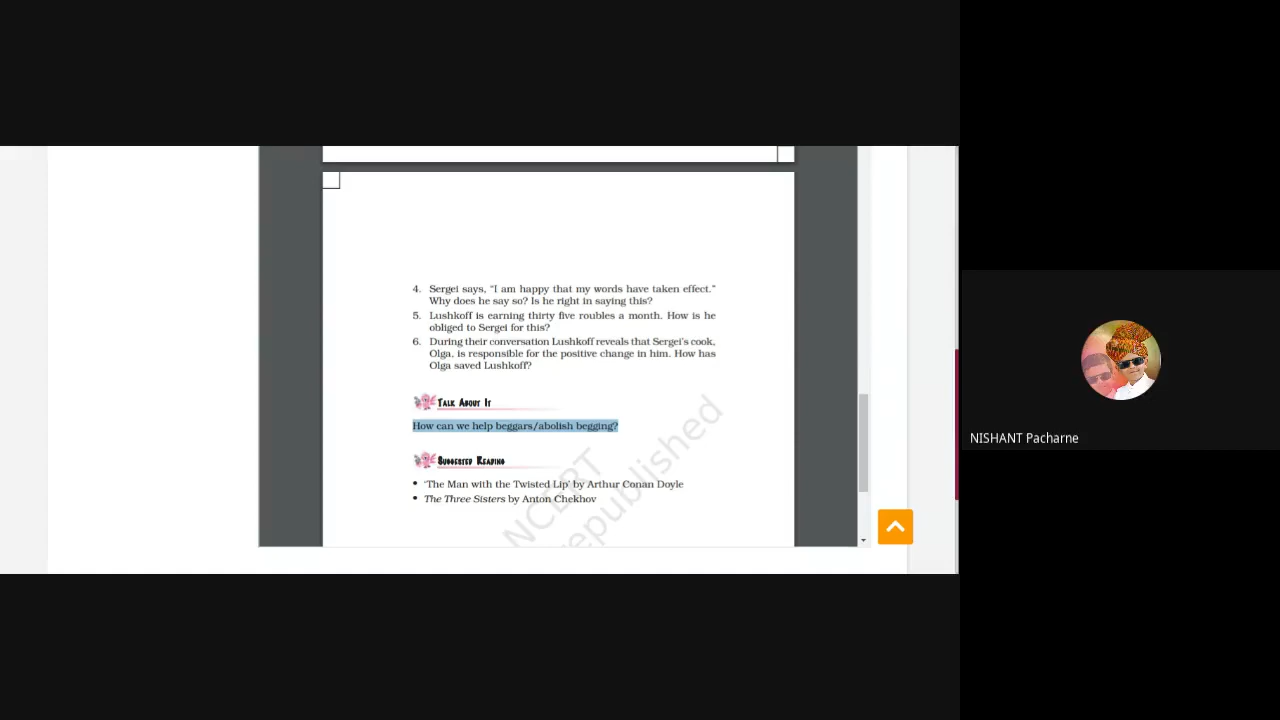 4. Sergei says, "I am happy that my words have taken effect."
Why does he say so? Is he right in saying this?
5. Lushkoff is earning thirty five roubles a month. How is he
obliged to Sergei for this?
6. During their conversation Lushkoff reveals that Sergei's cook,
Olga, is responsible for the positive change in him. How has
Olga saved Lushkoff?
Talk About It
How can we help beggars/abolish begging?
Suggested Reading
• 'The Man with the Twisted Lip' by Arthur Conan Doyle
• The Three Sisters by Anton Chekhov
NCERT
republished
NISHANT Pacharne